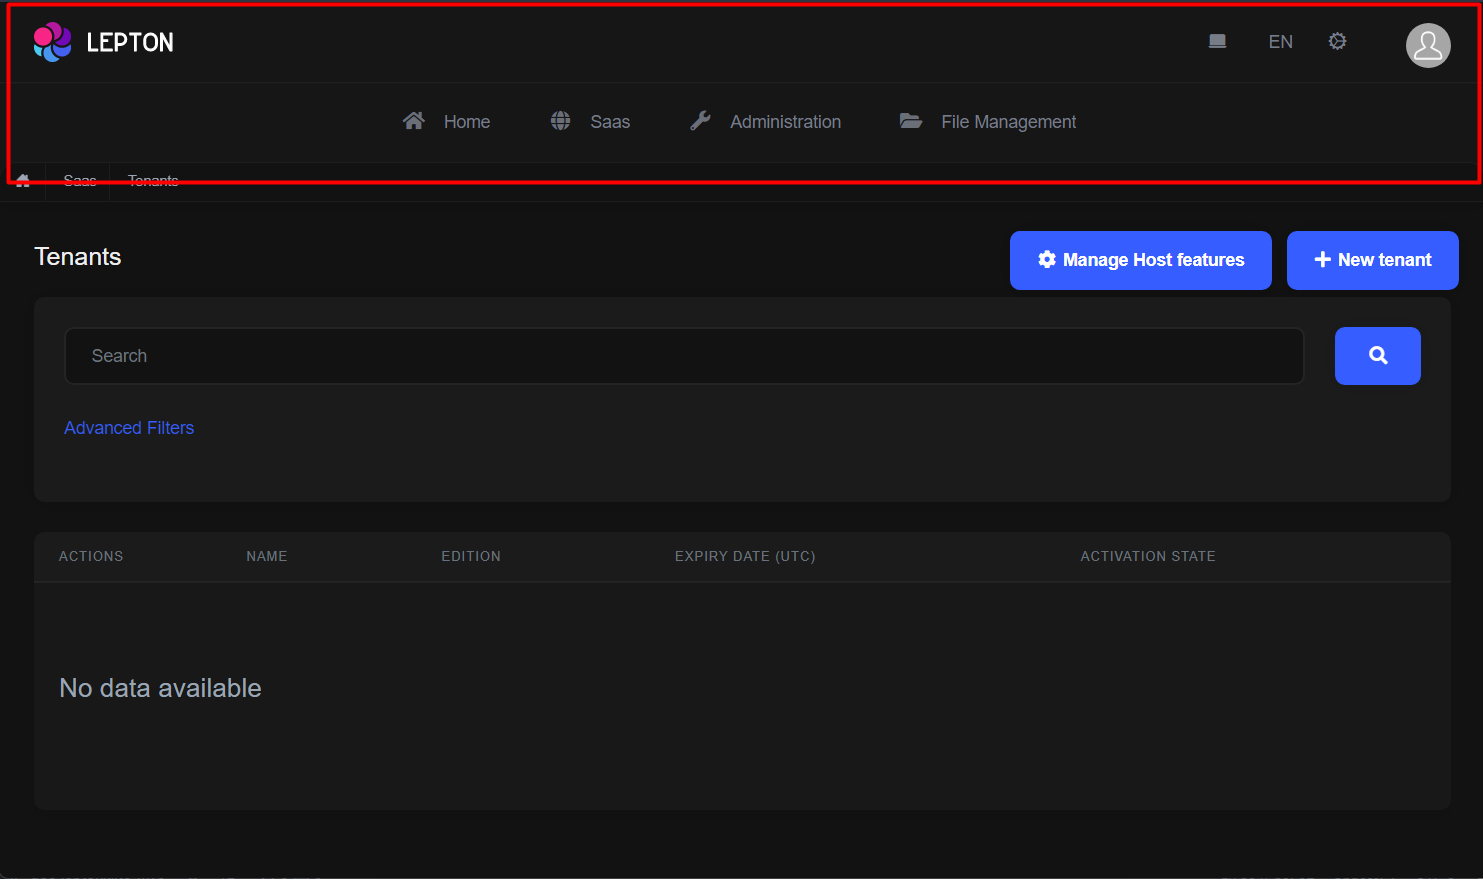 LEPTON
EN
Home Saas Administration File Management
Saas Tenants
Tenants
Manage Host features New tenant
Search
Advanced Filters
ACTIONS NAME EDITION EXPIRY DATE (UTC) ACTIVATION STATE
No data available